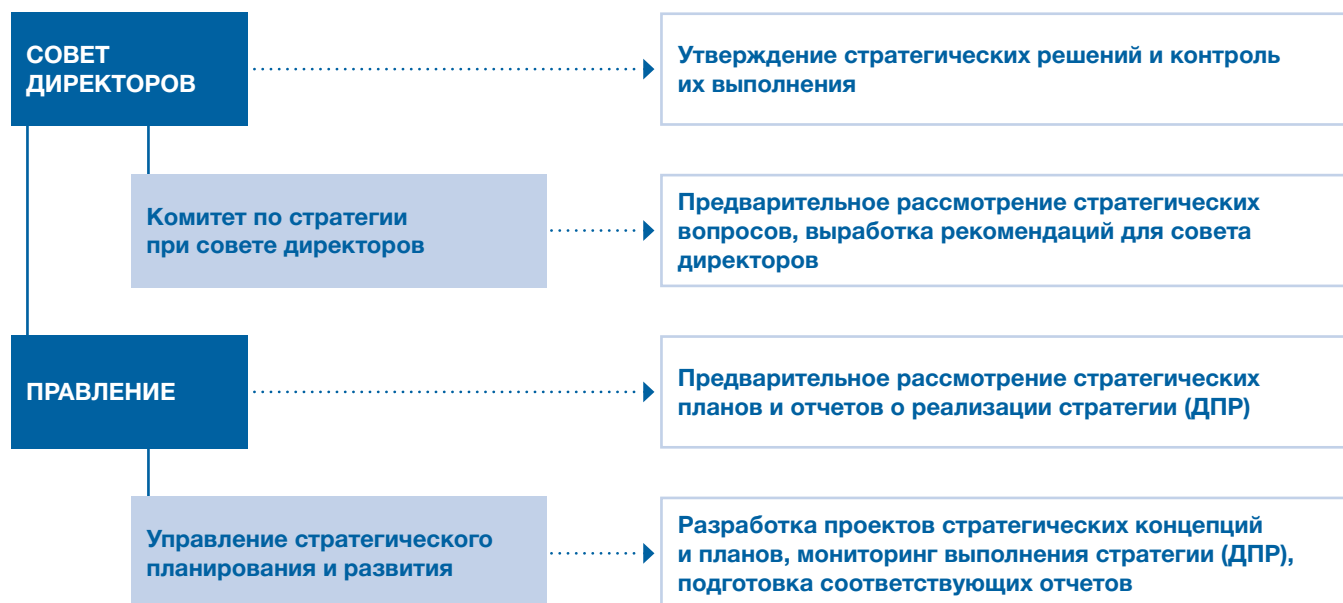 СОВЕТ
ДИРЕКТОРОВ
Утверждение стратегических решений и контроль
их выполнения
Комитет по стратегии
при совете директоров
Предварительное рассмотрение стратегических
вопросов, выработка рекомендаций для совета
директоров
ПРАВЛЕНИЕ
Предварительное рассмотрение стратегических
планов и отчетов о реализации стратегии (ДПР)
Управление стратегического
планирования и развития
Разработка проектов стратегических концепций
и планов, мониторинг выполнения стратегии (ДПР),
подготовка соответствующих отчетов